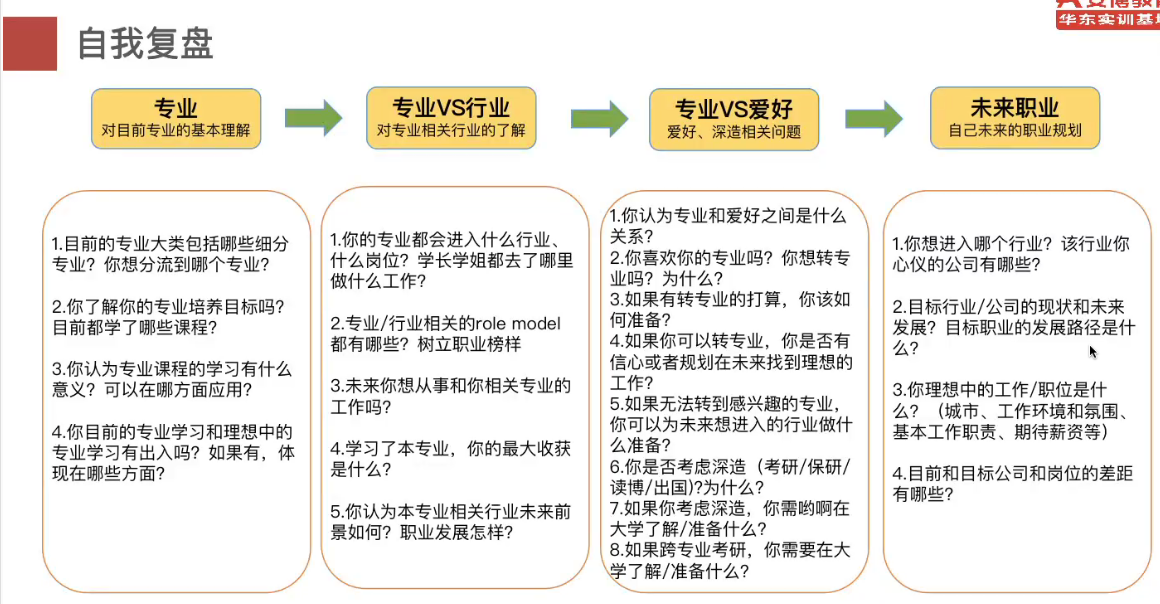 自我复盘
华东实训基
专业
对目前专业的基本理解
专业VS行业
对专业相关行业的了解
专业VS爱好
爱好、深造相关问题
未来职业
自己未来的职业规划
1.目前的专业大类包括哪些细分
专业？你想分流到哪个专业？
2.你了解你的专业培养目标吗？
目前都学了哪些课程？
3.你认为专业课程的学习有什么
意义？可以在哪方面应用？
4.你目前的专业学习和理想中的
专业学习有出入吗？如果有，体
现在哪些方面？
1.你的专业都会进入什么行业、
什么岗位？学长学姐都去了哪里
做什么工作？
2.专业/行业相关的role model
都有哪些？树立职业榜样
3.未来你想从事和你相关专业的
工作吗？
4.学习了本专业，你的最大收获
是什么？
5.你认为本专业相关行业未来前
景如何？职业发展怎样？
1.你认为专业和爱好之间是什么
关系？
2.你喜欢你的专业吗？你想转专
业吗？为什么？
3.如果有转专业的打算，你该如
何准备？
4.如果你可以转专业，你是否有
信心或者规划在未来找到理想的
工作？
5.如果无法转到感兴趣的专业，
你可以为未来想进入的行业做什
么准备？
6.你是否考虑深造（考研/保研/
读博/出国)?为什么？
7.如果你考虑深造，你需哟啊在
大学了解/准备什么？
8.如果跨专业考研，你需要在大
学了解/准备什么？
1.你想进入哪个行业？该行业你
心仪的公司有哪些？
2.目标行业/公司的现状和未来
发展？目标职业的发展路径是什
么？
3.你理想中的工作/职位是什
么？（城市、工作环境和氛围、
基本工作职责、期待薪资等）
4.目前和目标公司和岗位的差距
有哪些？